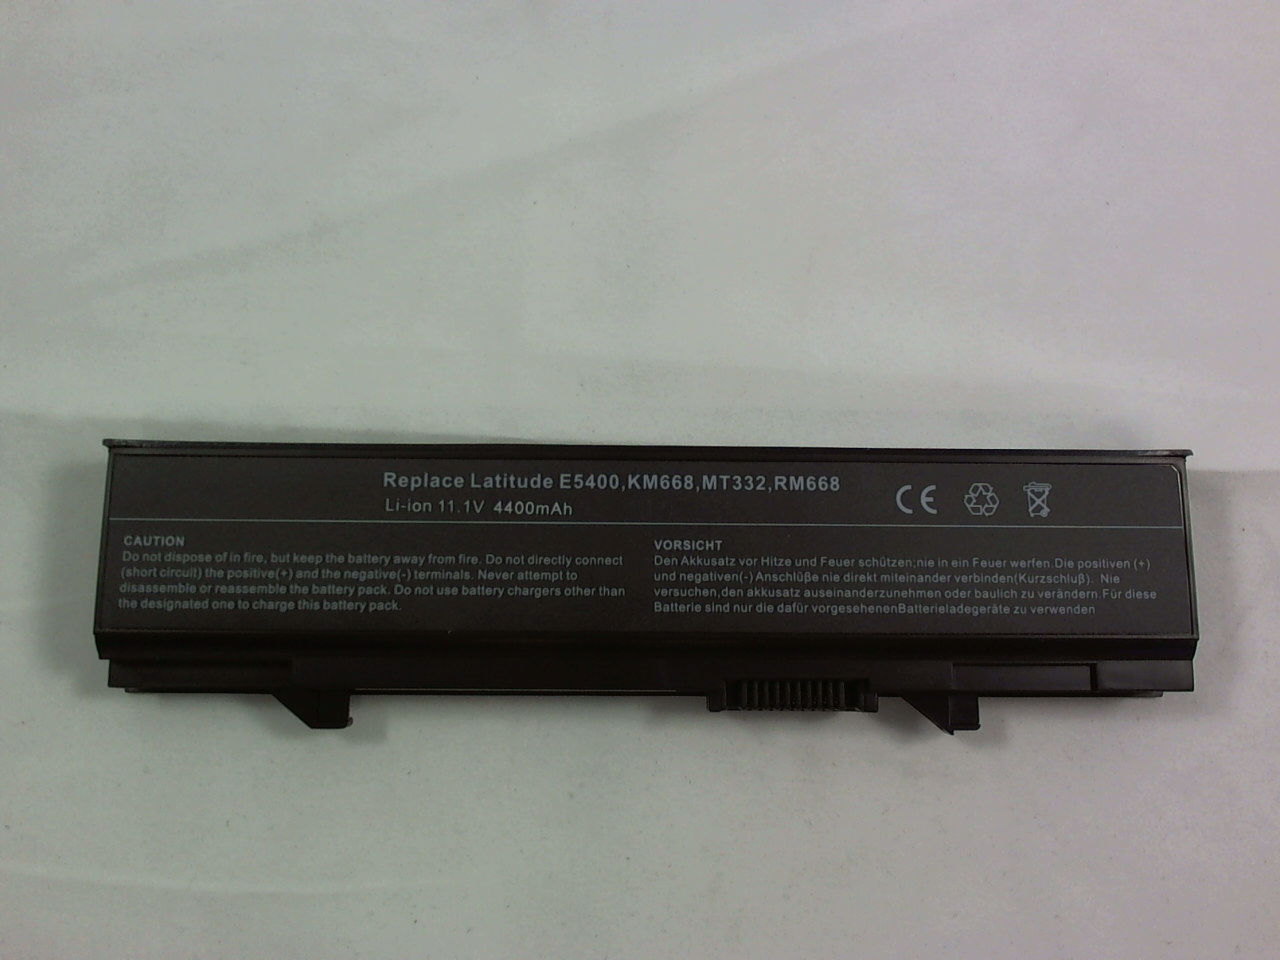 Replace Latitude E5400,KM668,MT332,RM668
Li-ion 11.1V 4400mAh
CE
CAUTION
Do not dispose of in fire, but keep the battery away from fire. Do not directly connect
(short circuit) the positive(+) and the negative(-) terminals. Never attempt to
disassemble or reassemble the battery pack. Do not use battery chargers other than
the designated one to charge this battery pack.
VORSICHT
Den Akkusatz vor Hitze und Feuer schützen;nie in ein Feuer werfen.Die positiven (+)
und negativen(-) Anschlüße nie direkt miteinander verbinden(Kurzschluß). Nie
versuchen,den akkusatz auseinanderzunehmen oder baulich zu verändern.Für diese
Batterie sind nur die dafür vorgesehenenBatterieladegeräte zu verwenden